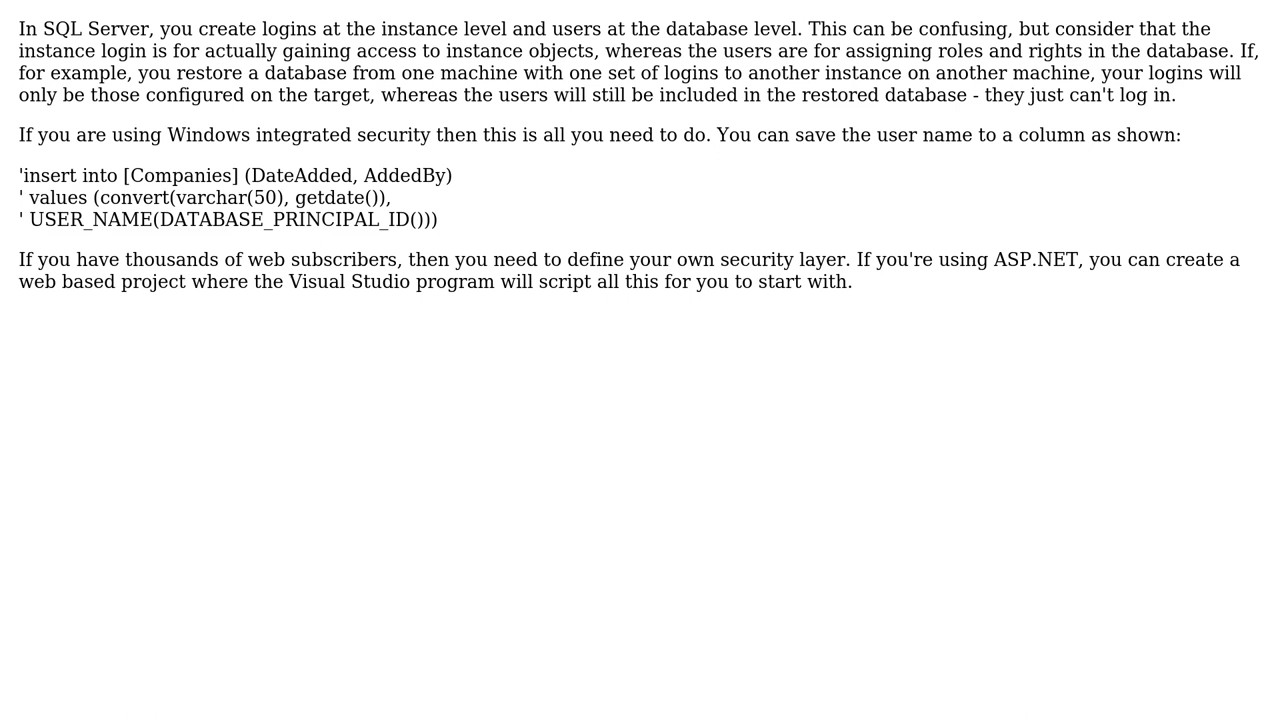 In SQL Server, you create logins at the instance level and users at the database level. This can be confusing, but consider that the
instance login is for actually gaining access to instance objects, whereas the users are for assigning roles and rights in the database. If,
for example, you restore a database from one machine with one set of logins to another instance on another machine, your logins will
only be those configured on the target, whereas the users will still be included in the restored database - they just can't log in.
If you are using Windows integrated security then this is all you need to do. You can save the user name to a column as shown:
'insert into [Companies] (DateAdded, AddedBy)
' values (convert(varchar(50), getdate()),
' USER_NAME(DATABASE_PRINCIPAL_ID()))
If you have thousands of web subscribers, then you need to define your own security layer. If you're using ASP.NET, you can create a
web based project where the Visual Studio program will script all this for you to start with.